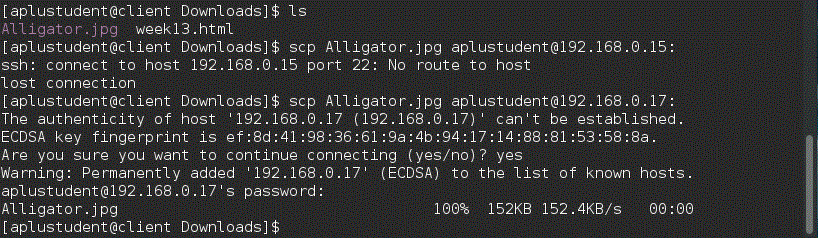 [aplustudent@client Downloads]$ ls
Alligator.jpg  week13.html
[aplustudent@client Downloads]$ scp Alligator.jpg aplustudent@192.168.0.15:
ssh: connect to host 192.168.0.15 port 22: No route to host
lost connection
[aplustudent@client Downloads]$ scp Alligator.jpg aplustudent@192.168.0.17:
The authenticity of host '192.168.0.17 (192.168.0.17)' can't be established.
ECDSA key fingerprint is ef:8d:41:98:36:61:9a:4b:94:17:14:88:81:53:58:8a.
Are you sure you want to continue connecting (yes/no)? yes
Warning: Permanently added '192.168.0.17' (ECDSA) to the list of known hosts.
aplustudent@192.168.0.17's password:
Alligator.jpg                                 100%  152KB 152.4KB/s   00:00
[aplustudent@client Downloads]$